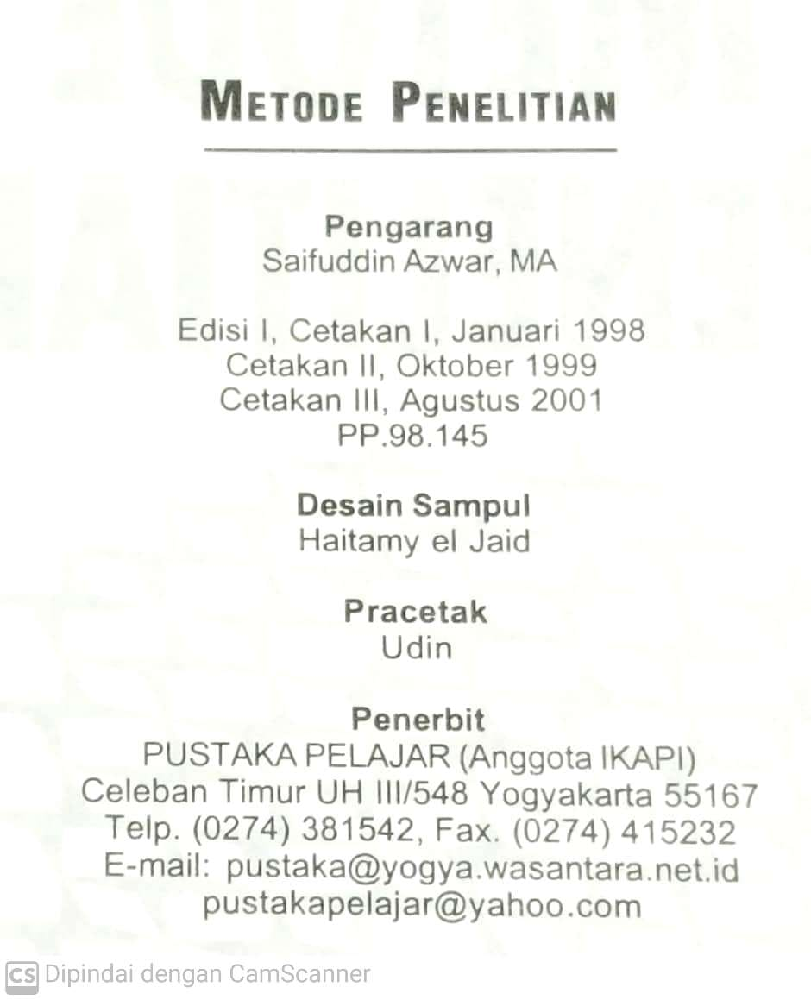 METODE PENELITIAN
Pengarang
Saifuddin Azwar, MA
Edisi I, Cetakan I, Januari 1998
Cetakan II, Oktober 1999
Cetakan III, Agustus 2001
PP.98.145
Desain Sampul
Haitamy el Jaid
Pracetak
Udin
Penerbit
PUSTAKA PELAJAR (Anggota IKAPI)
Celeban Timur UH III/548 Yogyakarta 55167
Telp. (0274) 381542, Fax. (0274) 415232
E-mail: pustaka@yogya.wasantara.net.id
pustakapelajar@yahoo.com
CS Dipindai dengan CamScanner